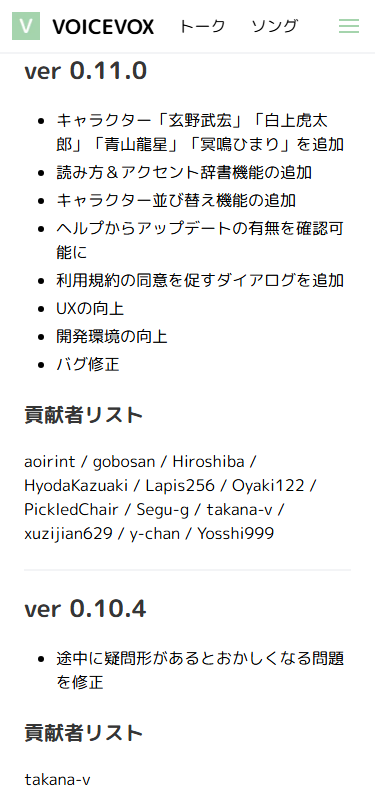 V VOICEVOX トーク ソング
ver 0.11.0
キャラクター「玄野武宏」「白上虎太
郎」「青山龍星」「冥鳴ひまり」を追加
読み方＆アクセント辞書機能の追加
キャラクター並び替え機能の追加
ヘルプからアップデートの有無を確認可
能に
利用規約の同意を促すダイアログを追加
UXの向上
開発環境の向上
バグ修正
貢献者リスト
aoirint / gobosan / Hiroshiba /
HyodaKazuaki / Lapis256 / Oyaki122 /
PickledChair / Segu-g / takana-v /
xuzijian629 / y-chan / Yosshi999
ver 0.10.4
途中に疑問形があるとおかしくなる問題
を修正
貢献者リスト
takana-v